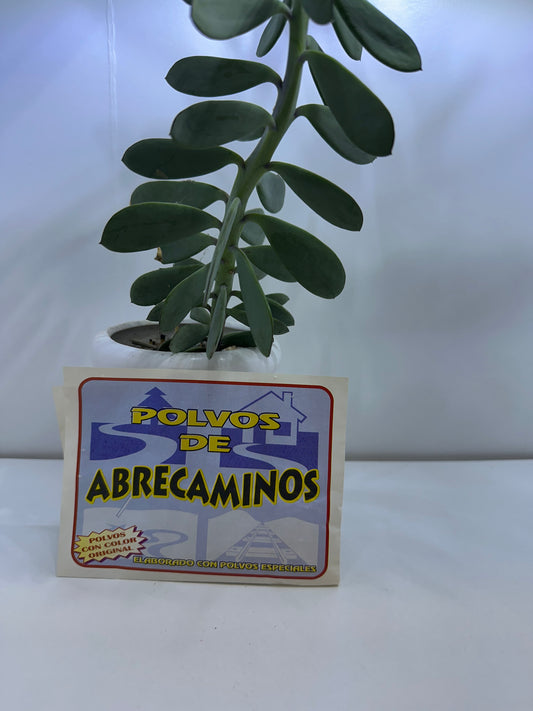 POLVOS
DE
ABRECAMINOS
POLVOS
CON COLOR
ORIGINAL
ELABORADO CON POLVOS ESPECIALES